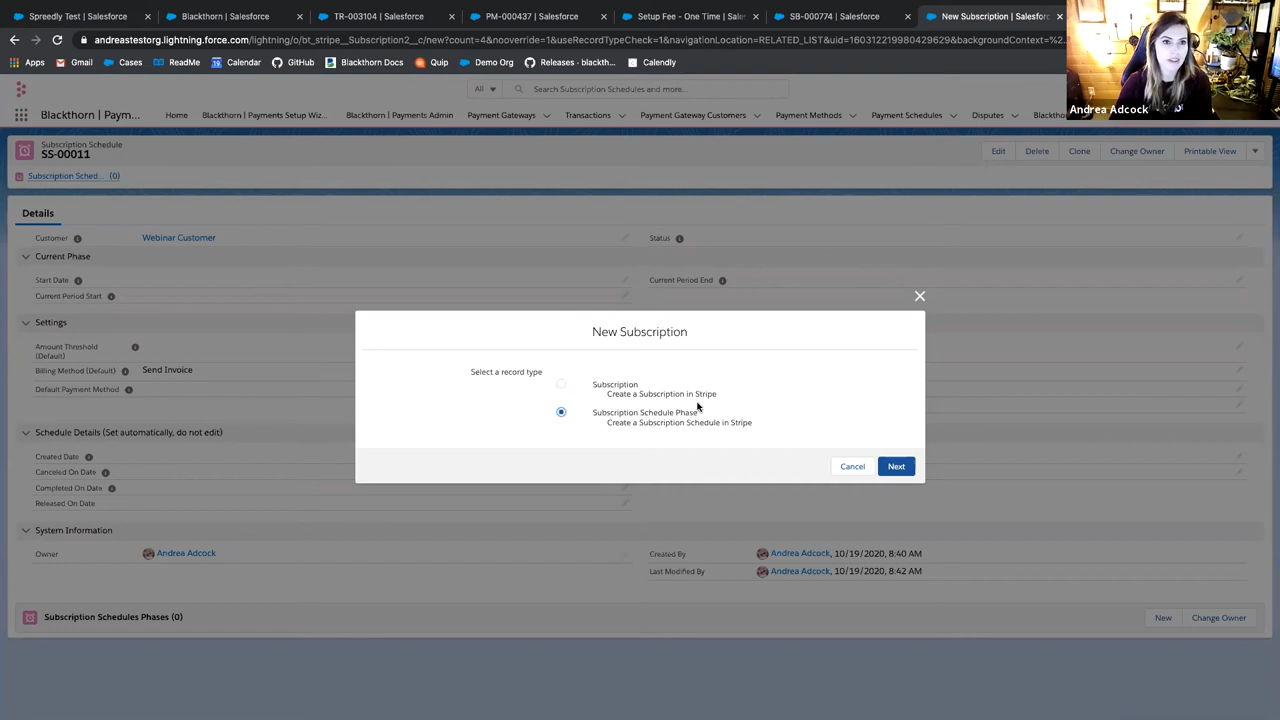 Spreedly Test | Salesforce
Blackthorn | Salesforce
TR-003104 | Salesforce
PM-000437 | Salesforce
Setup Fee - One Time | Sales
SB-000774 | Salesforce
New Subscription | Salesforc
andreastestorg.lightning.force.com/lightning/o/bt_stripe__Subscription2__c/new?count=4&nooverride=1&useRecordTypeCheck=1&navigationLocation=RELATED_LIST&uid=160312219980429629&backgroundContext=%2...
Apps Gmail Cases ReadMe Calendar GitHub Blackthorn Docs Quip Demo Org Releases - blackth... Calendly
Andrea Adcock
All Search Subscription Schedules and more...
Blackthorn | Paym... Home Blackthorn | Payments Setup Wiz... Blackthorn | Payments Admin Payment Gateways Transactions Payment Gateway Customers Payment Methods Payment Schedules Disputes Blacktho
Subscription Schedule
SS-00011
Edit Delete Clone Change Owner Printable View
Subscription Sched... (0)
Details
Customer Webinar Customer Status
Current Phase
Start Date Current Period End
Current Period Start
Settings
Amount Threshold
(Default)
Billing Method (Default) Send Invoice
Default Payment Method
Schedule Details (Set automatically, do not edit)
Created Date
Canceled On Date
Completed On Date
Released On Date
New Subscription
Select a record type
Subscription
Create a Subscription in Stripe
Subscription Schedule Phase
Create a Subscription Schedule in Stripe
Cancel Next
System Information
Owner Andrea Adcock Created By Andrea Adcock, 10/19/2020, 8:40 AM
Last Modified By Andrea Adcock, 10/19/2020, 8:42 AM
Subscription Schedules Phases (0) New Change Owner